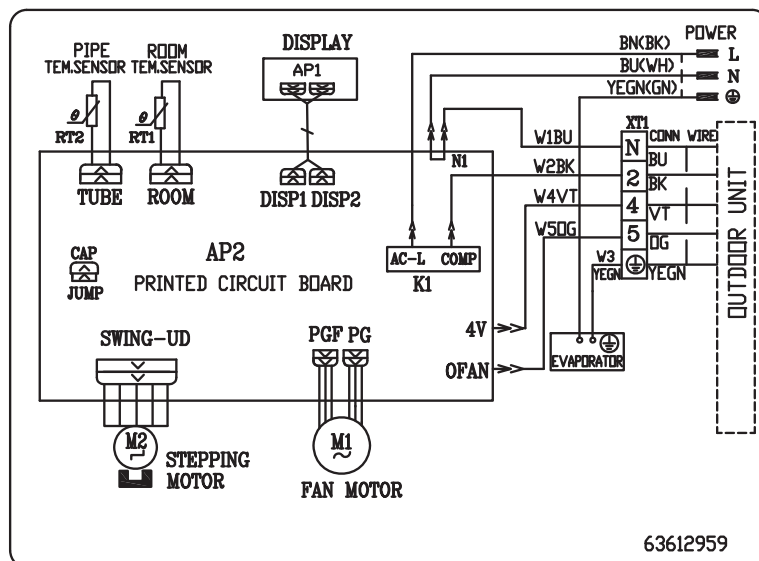 PIPE
TEM.SENSOR
ROOM
TEM.SENSOR
DISPLAY
AP1
POWER
BN(BK)
L
BU(WH)
N
YEGN(GN)
θ
RT2
θ
RT1
TUBE
ROOM
DISP1 DISP2
N1
XT1
W1BU
N
CONN WIRE
BU
W2BK
2
BK
W4VT
4
VT
W5OG
5
OG
W3
YEGN
YEGN
OUTDOOR UNIT
AP2
PRINTED CIRCUIT BOARD
CAP
JUMP
AC-L COMP
K1
SWING-UD
PGF PG
4V
OFAN
EVAPORATOR
M2
STEPPING
MOTOR
M1
~
FAN MOTOR
63612959